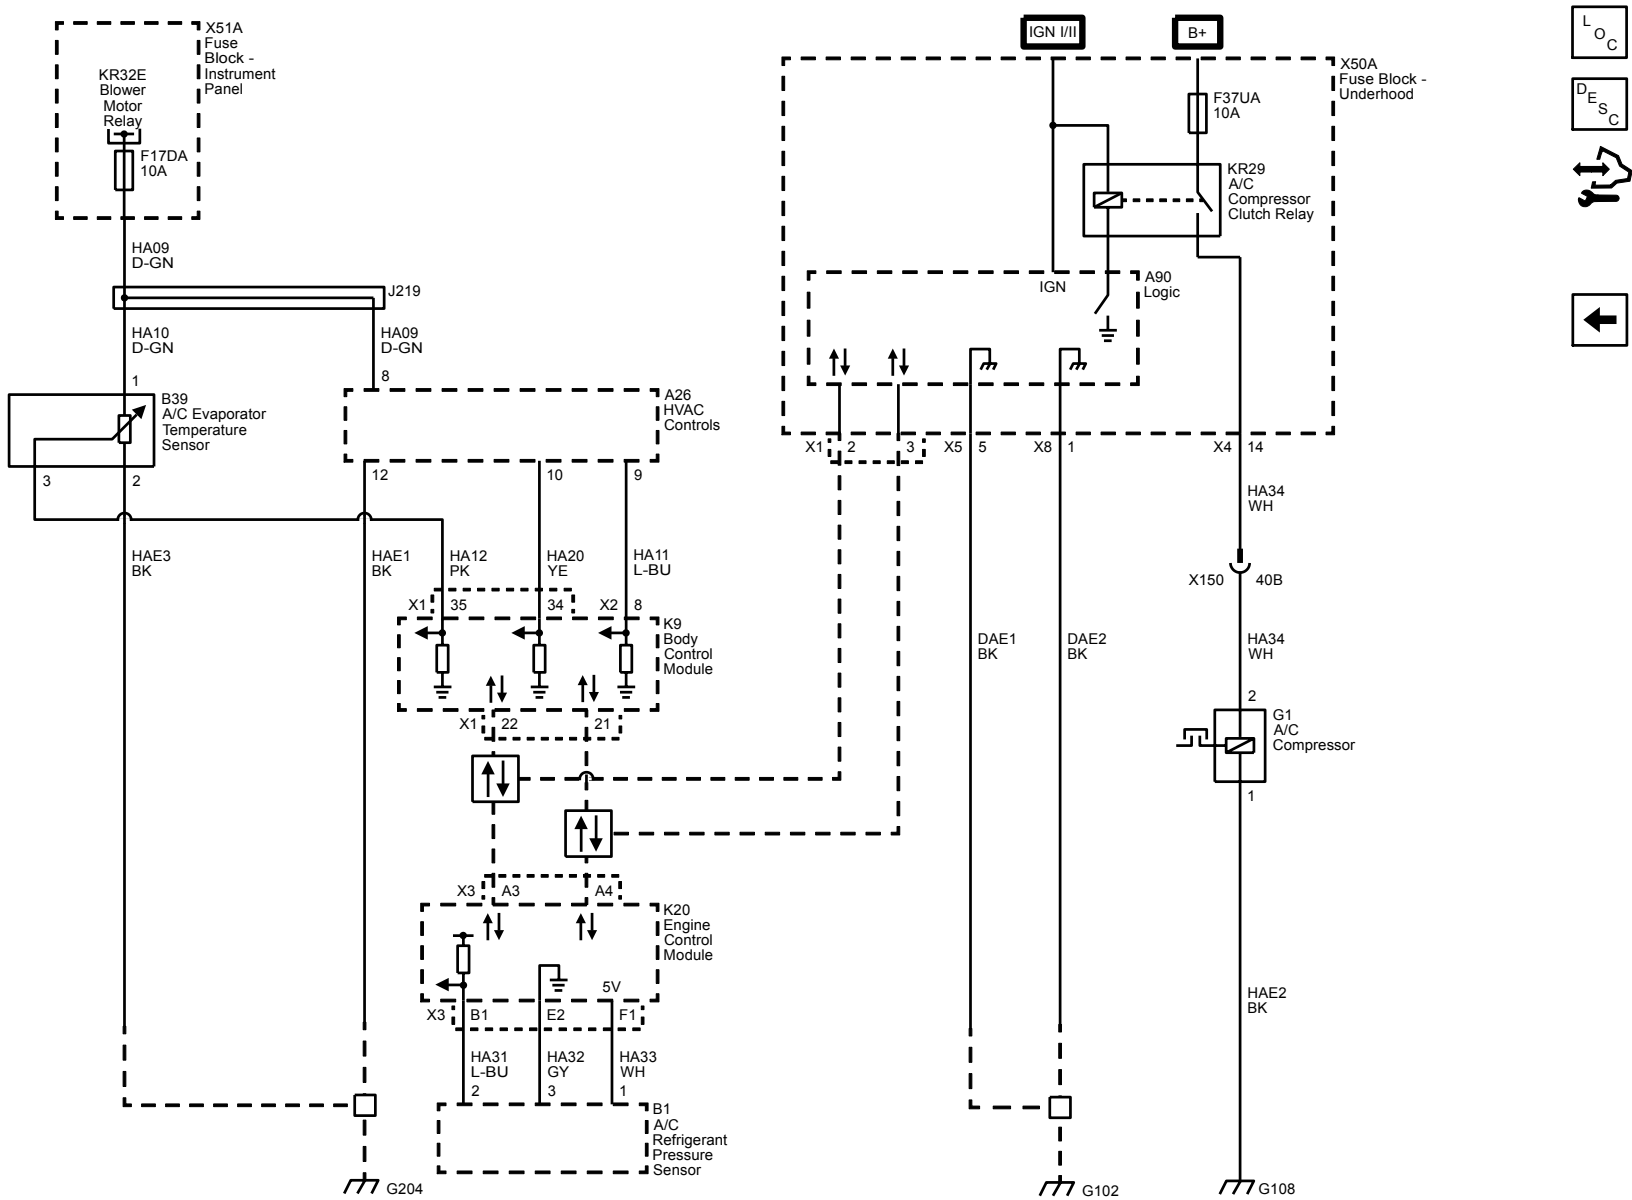 X51A
Fuse
Block -
Instrument
Panel
KR32E
Blower
Motor
Relay
F17DA
10A
HA09
D-GN
J219
HA10
D-GN
HA09
D-GN
1
8
B39
A/C Evaporator
Temperature
Sensor
A26
HVAC
Controls
3
2
12
10
9
HAE3
BK
HAE1
BK
HA12
PK
HA20
YE
HA11
L-BU
X1
35
34
X2
8
K9
Body
Control
Module
X1
22
21
X3
A3
A4
K20
Engine
Control
Module
5V
X3
B1
E2
F1
HA31
L-BU
HA32
GY
HA33
WH
2
3
1
B1
A/C
Refrigerant
Pressure
Sensor
G204
IGN I/II
B+
X50A
Fuse Block -
Underhood
F37UA
10A
KR29
A/C
Compressor
Clutch Relay
IGN
A90
Logic
X1
2
3
X5
5
X8
1
X4
14
HA34
WH
X150
40B
DAE1
BK
DAE2
BK
HA34
WH
2
G1
A/C
Compressor
1
HAE2
BK
G102
G108
LOC
DESC